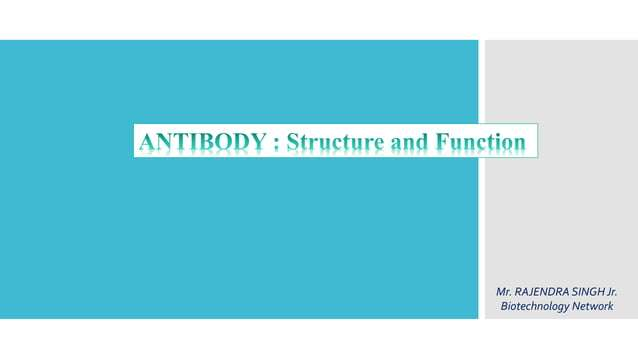 ANTIBODY : Structure and Function
Mr. RAJENDRA SINGH Jr.
Biotechnology Network